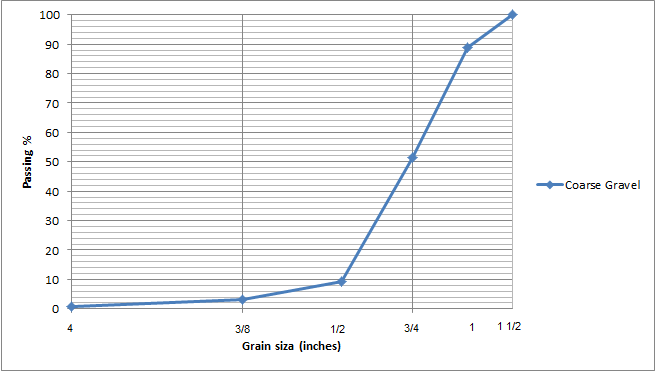 100
90
80
70
60
50
40
30
20
10
0
Passing %
4 3/8 1/2 3/4 1 1 1/2
Grain siza (inches)
Coarse Gravel